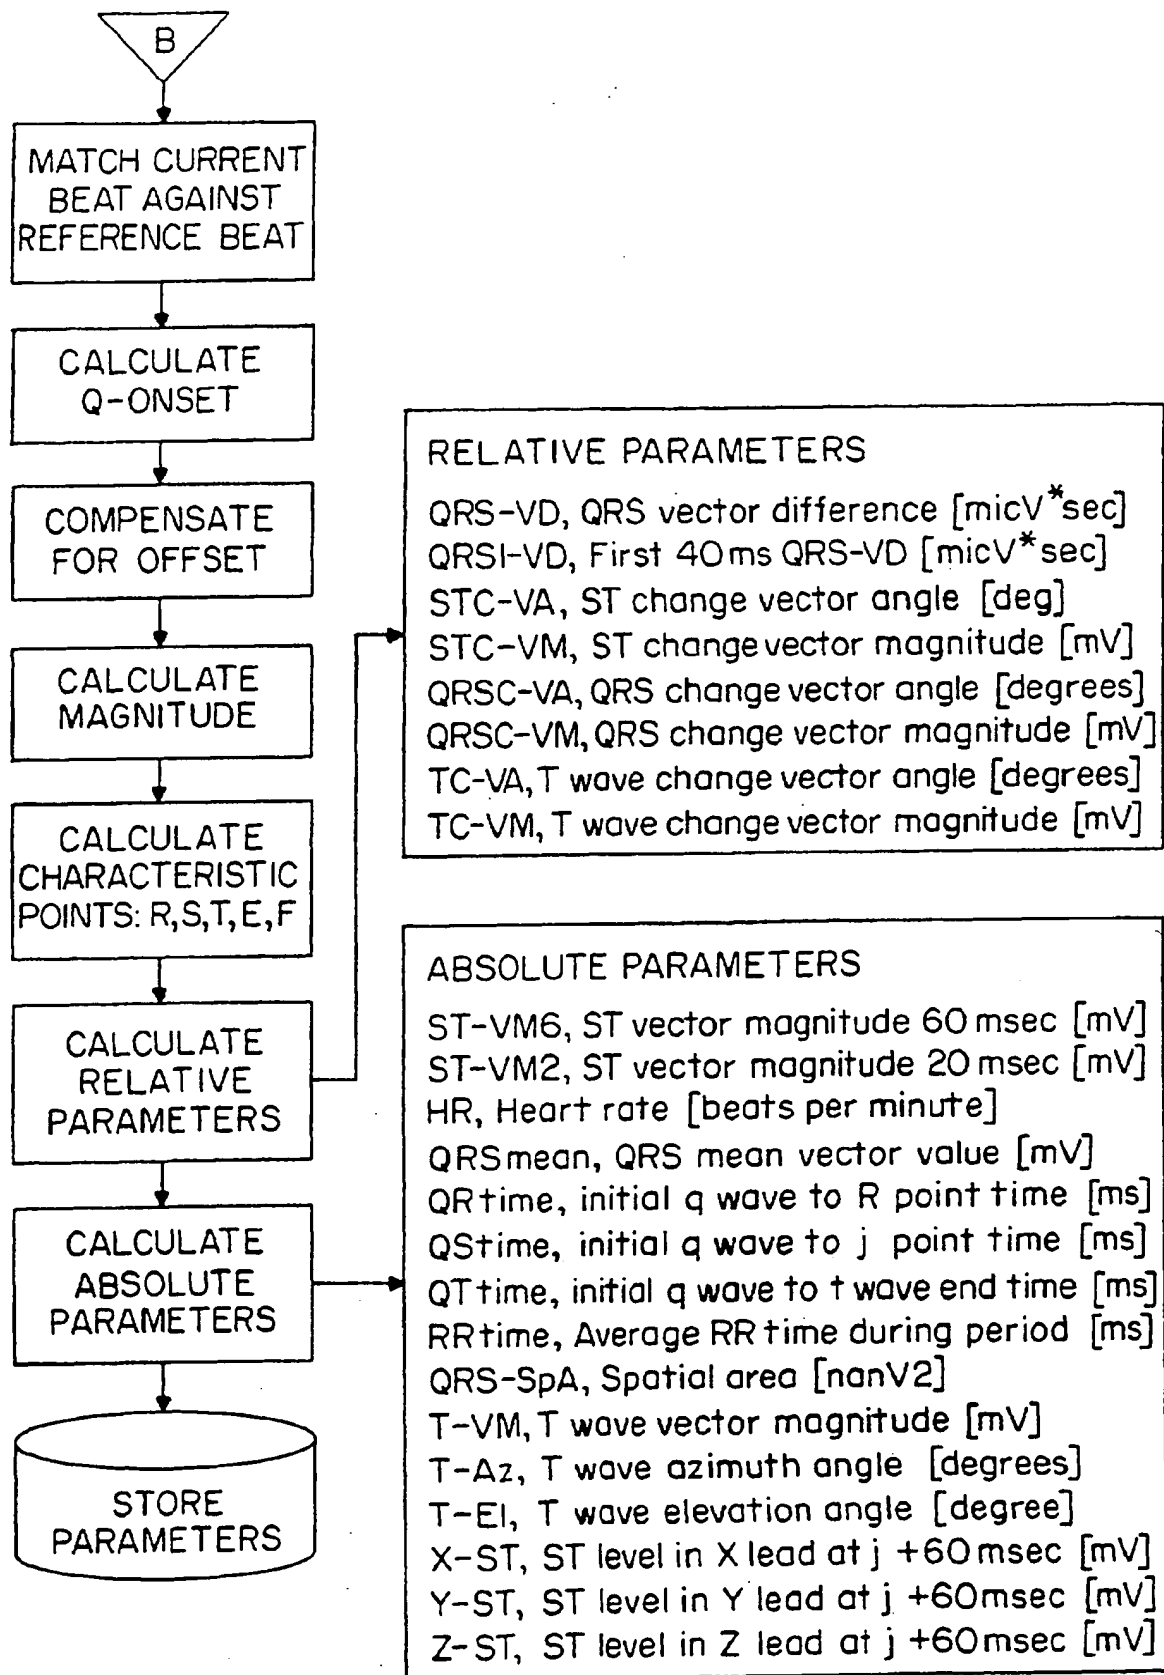 B
MATCH CURRENT
BEAT AGAINST
REFERENCE BEAT
CALCULATE
Q-ONSET
COMPENSATE
FOR OFFSET
CALCULATE
MAGNITUDE
CALCULATE
CHARACTERISTIC
POINTS: R,S,T,E,F
CALCULATE
RELATIVE
PARAMETERS
CALCULATE
ABSOLUTE
PARAMETERS
STORE
PARAMETERS
RELATIVE PARAMETERS
QRS-VD, QRS vector difference [micV*sec]
QRSI-VD, First 40ms QRS-VD [micV*sec]
STC-VA, ST change vector angle [deg]
STC-VM, ST change vector magnitude [mV]
QRSC-VA, QRS change vector angle [degrees]
QRSC-VM, QRS change vector magnitude [mV]
TC-VA, T wave change vector angle [degrees]
TC-VM, T wave change vector magnitude [mV]
ABSOLUTE PARAMETERS
ST-VM6, ST vector magnitude 60 msec [mV]
ST-VM2, ST vector magnitude 20 msec [mV]
HR, Heart rate [beats per minute]
QRSmean, QRS mean vector value [mV]
QRtime, initial q wave to R point time [ms]
QStime, initial q wave to j point time [ms]
QTtime, initial q wave to t wave end time [ms]
RRtime, Average RR time during period [ms]
QRS-SpA, Spatial area [nanV2]
T-VM, T wave vector magnitude [mV]
T-Az, T wave azimuth angle [degrees]
T-El, T wave elevation angle [degree]
X-ST, ST level in X lead at j +60msec [mV]
Y-ST, ST level in Y lead at j +60msec [mV]
Z-ST, ST level in Z lead at j +60msec [mV]